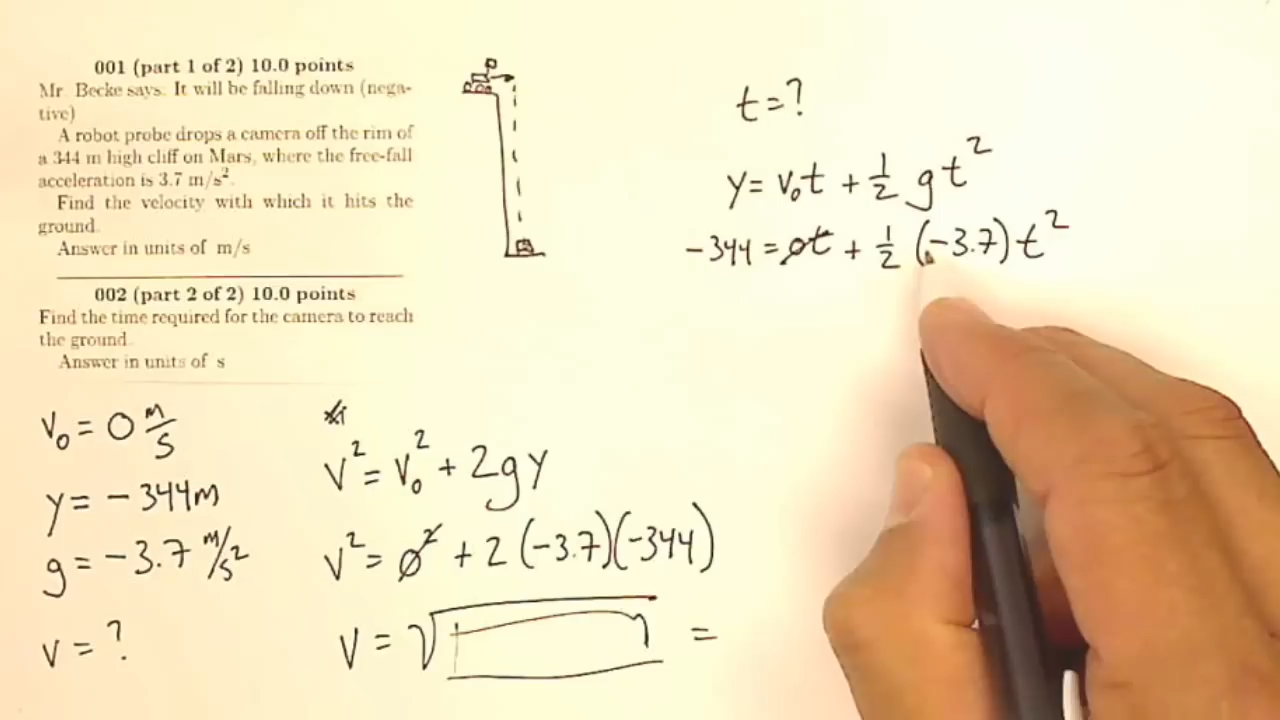 001 (part 1 of 2) 10.0 points
Mr. Becke says: It will be falling down (nega-
tive)
A robot probe drops a camera off the rim of
a 344 m high cliff on Mars, where the free-fall
acceleration is 3.7 m/s².
Find the velocity with which it hits the
ground.
Answer in units of m/s
002 (part 2 of 2) 10.0 points
Find the time required for the camera to reach
the ground.
Answer in units of s
v₀ = 0 m/s
y = -344m
g = -3.7 m/s²
v = ?
v² = v₀² + 2gy
v² = 0² + 2(-3.7)(-344)
v = √ =
t = ?
y = v₀t + 1/2 gt²
-344 = 0t + 1/2 (-3.7)t²